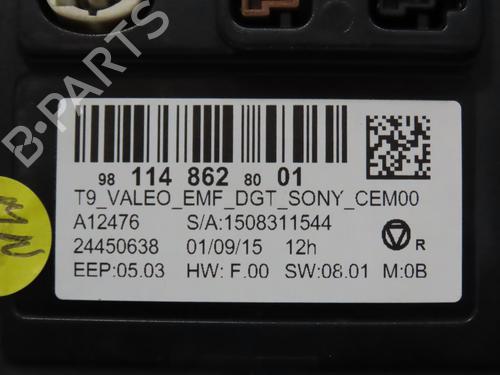 B-PARTS
98 114 862 80 01
T9_VALEO_EMF_DGT_SONY_CEM00
A12476 S/A:1508311544
24450638 01/09/15 12h
EEP:05.03 HW: F.00 SW:08.01 M:0B
R
MN